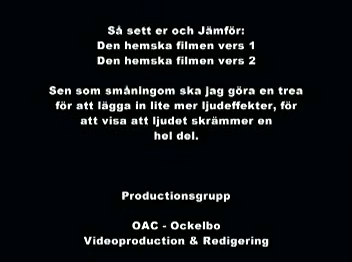 Så sett er och Jämför:
Den hemska filmen vers 1
Den hemska filmen vers 2
Sen som småningom ska jag göra en trea
för att lägga in lite mer ljudeffekter, för
att visa att ljudet skrämmer en
hel del.
Productionsgrupp
OAC - Ockelbo
Videoproduction & Redigering